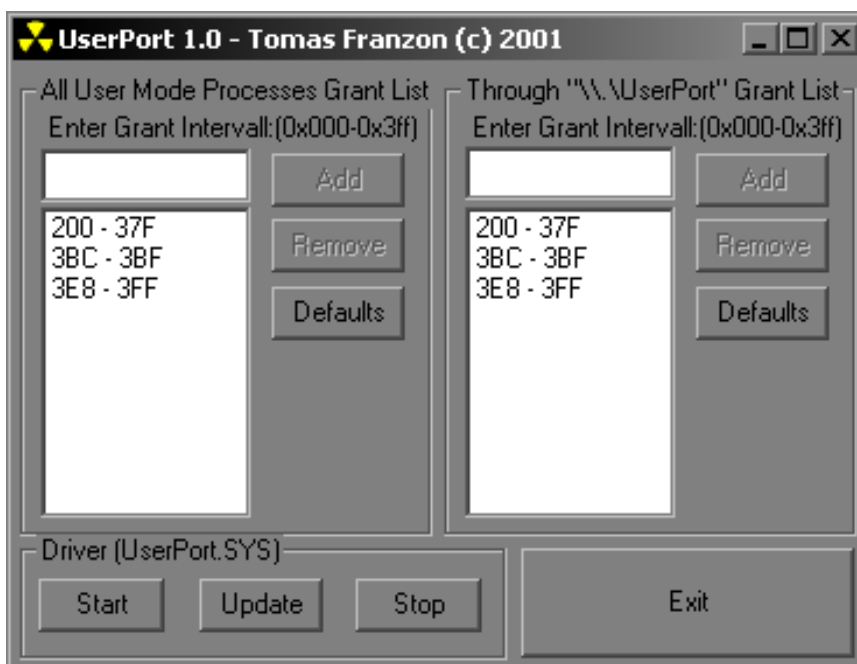 UserPort 1.0 - Tomas Franzon (c) 2001
All User Mode Processes Grant List
Enter Grant Intervall:(0x000-0x3ff)
Add
200 - 37F
3BC - 3BF
3E8 - 3FF
Remove
Defaults
Through "\\.\UserPort" Grant List
Enter Grant Intervall:(0x000-0x3ff)
Add
200 - 37F
3BC - 3BF
3E8 - 3FF
Remove
Defaults
Driver (UserPort.SYS)
Start
Update
Stop
Exit